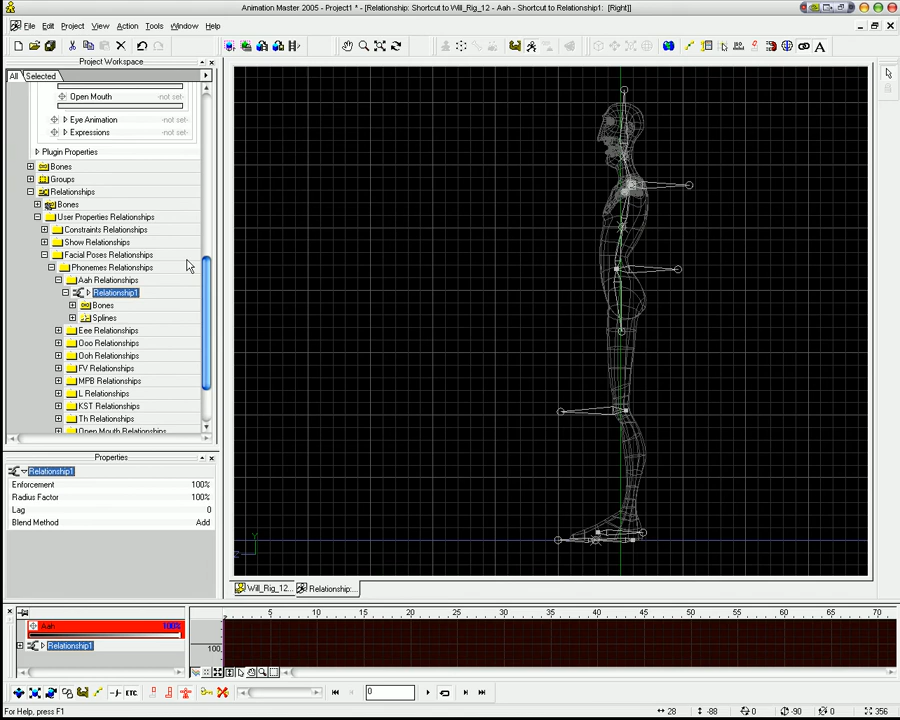 Animation Master 2005 - Project1 * - [Relationship: Shortcut to Will_Rig_12 - Aah - Shortcut to Relationship1: [Right]]
File Edit Project View Action Tools Window Help
Project Workspace
All Selected
Open Mouth -not set-
Eye Animation -not set-
Expressions -not set-
Plugin Properties
Bones
Groups
Relationships
Bones
User Properties Relationships
Constraints Relationships
Show Relationships
Facial Poses Relationships
Phonemes Relationships
Aah Relationships
Relationship1
Bones
Splines
Eee Relationships
Ooo Relationships
Ooh Relationships
FV Relationships
MPB Relationships
L Relationships
KST Relationships
Th Relationships
Open Mouth Relationships
Properties
Relationship1
Enforcement 100%
Radius Factor 100%
Lag 0
Blend Method Add
Y
Z
Will_Rig_12... Relationship:...
5 10 15 20 25 30 35 40 45 50 55 60 65 70
Aah 100%
Relationship1
100
ETC.
0
For Help, press F1
28 -88 0 -90 0 356